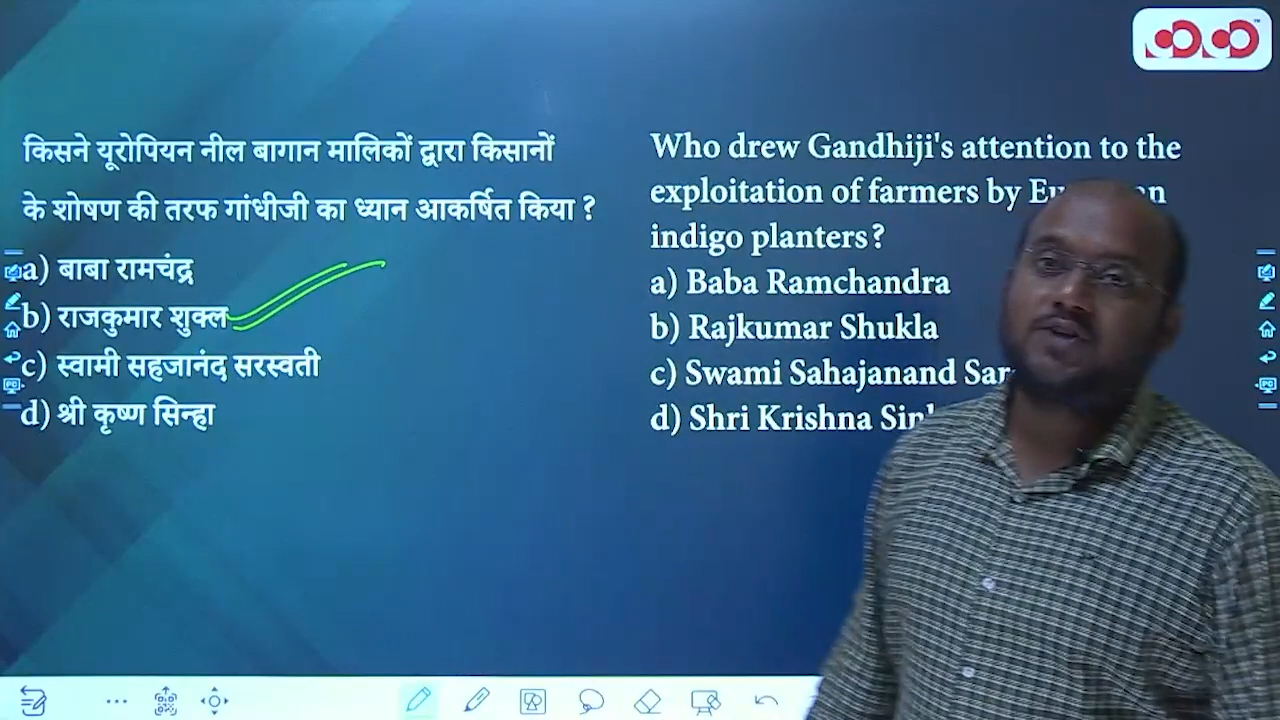 किसने यूरोपियन नील बागान मालिकों द्वारा किसानों
के शोषण की तरफ गांधीजी का ध्यान आकर्षित किया ?
a) बाबा रामचंद्र
b) राजकुमार शुक्ल
c) स्वामी सहजानंद सरस्वती
d) श्री कृष्ण सिन्हा
Who drew Gandhiji's attention to the
exploitation of farmers by
indigo planters?
a) Baba Ramchandra
b) Rajkumar Shukla
c) Swami Sahajanand
d) Shri Krishna